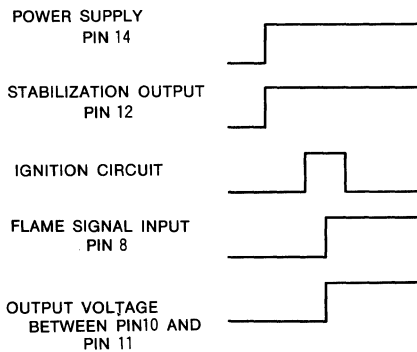 POWER SUPPLY
PIN 14
STABILIZATION OUTPUT
PIN 12
IGNITION CIRCUIT
FLAME SIGNAL INPUT
PIN 8
OUTPUT VOLTAGE
BETWEEN PIN10 AND
PIN 11